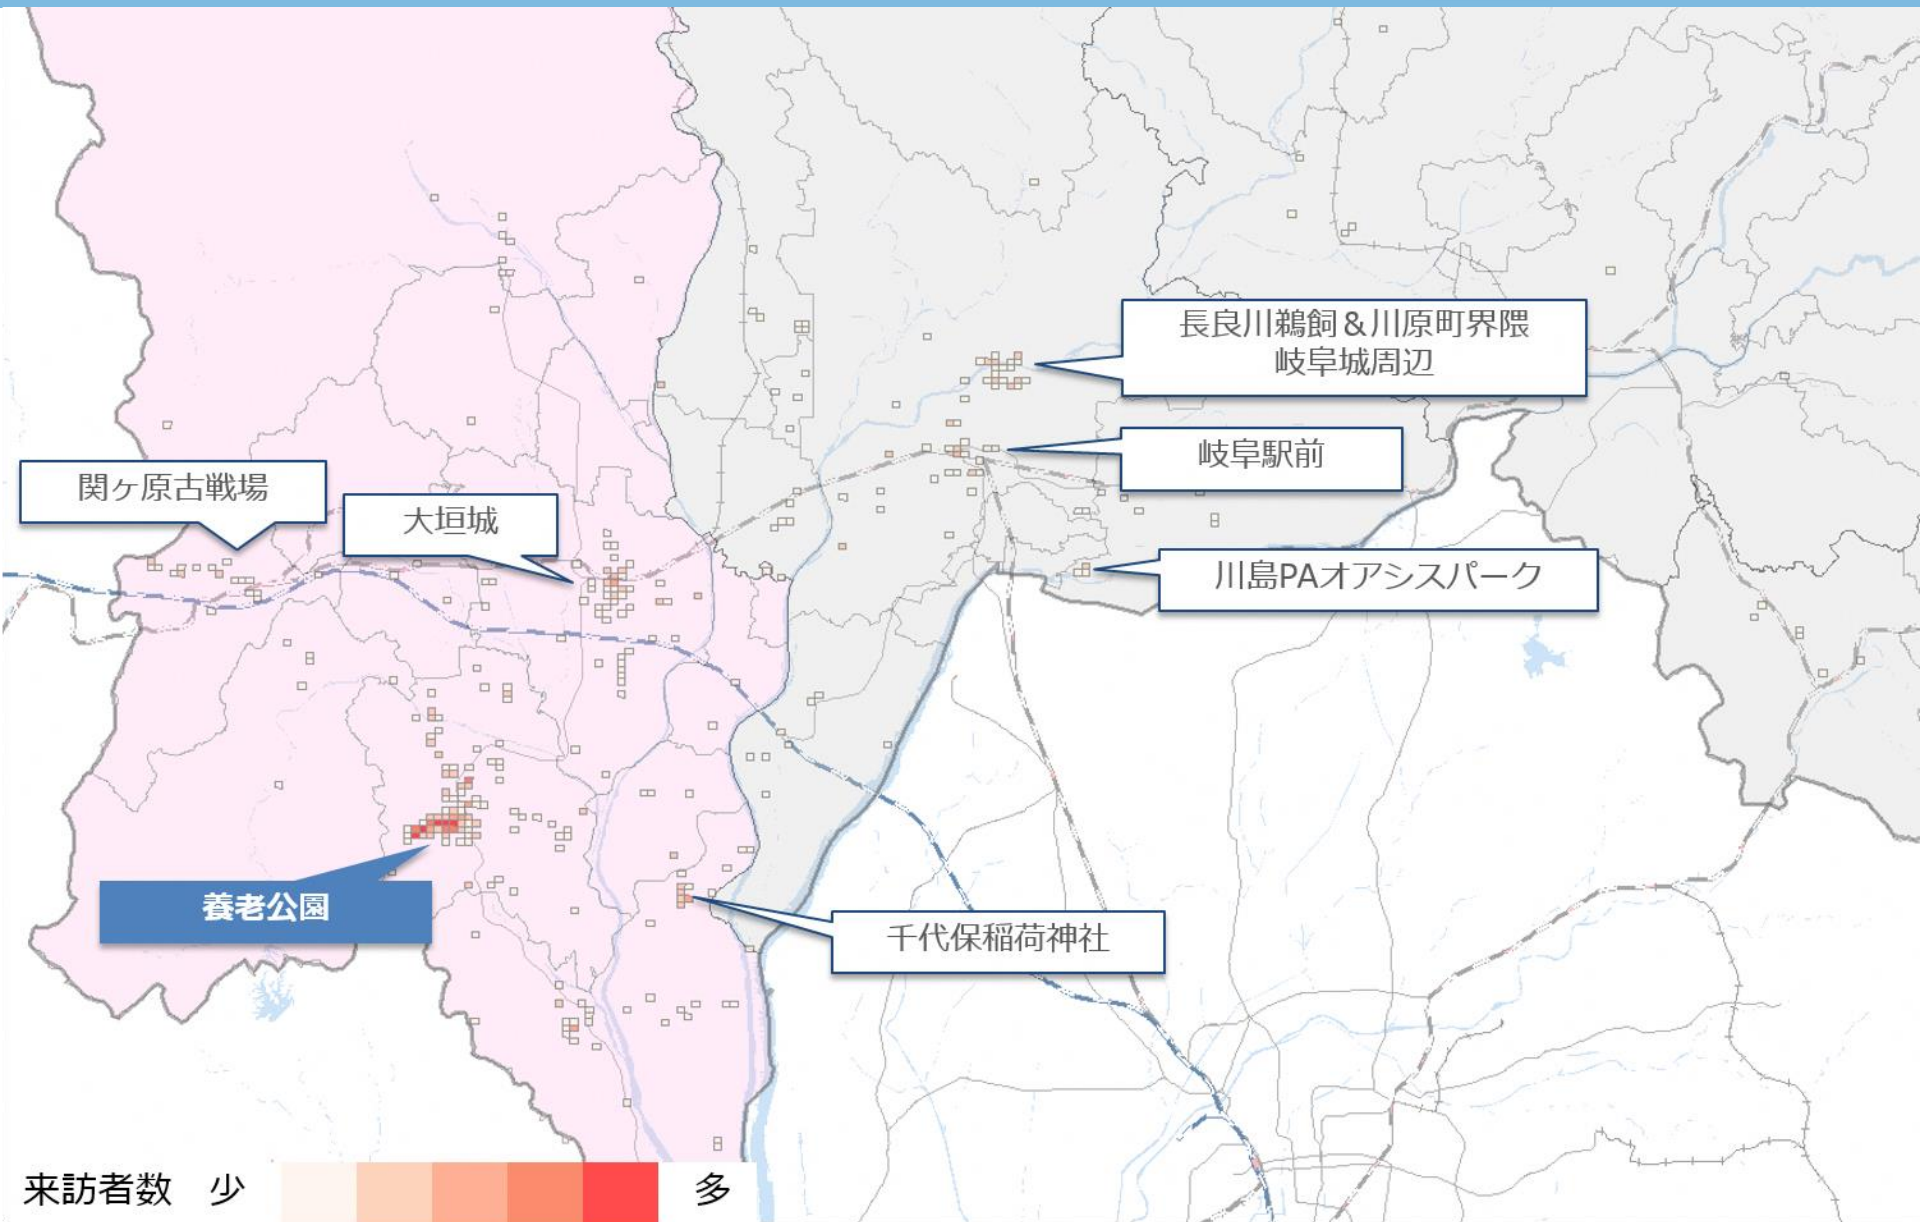 長良川鵜飼&川原町界隈
岐阜城周辺
岐阜駅前
関ヶ原古戦場
大垣城
川島PAオアシスパーク
養老公園
千代保稲荷神社
来訪者数 少 多